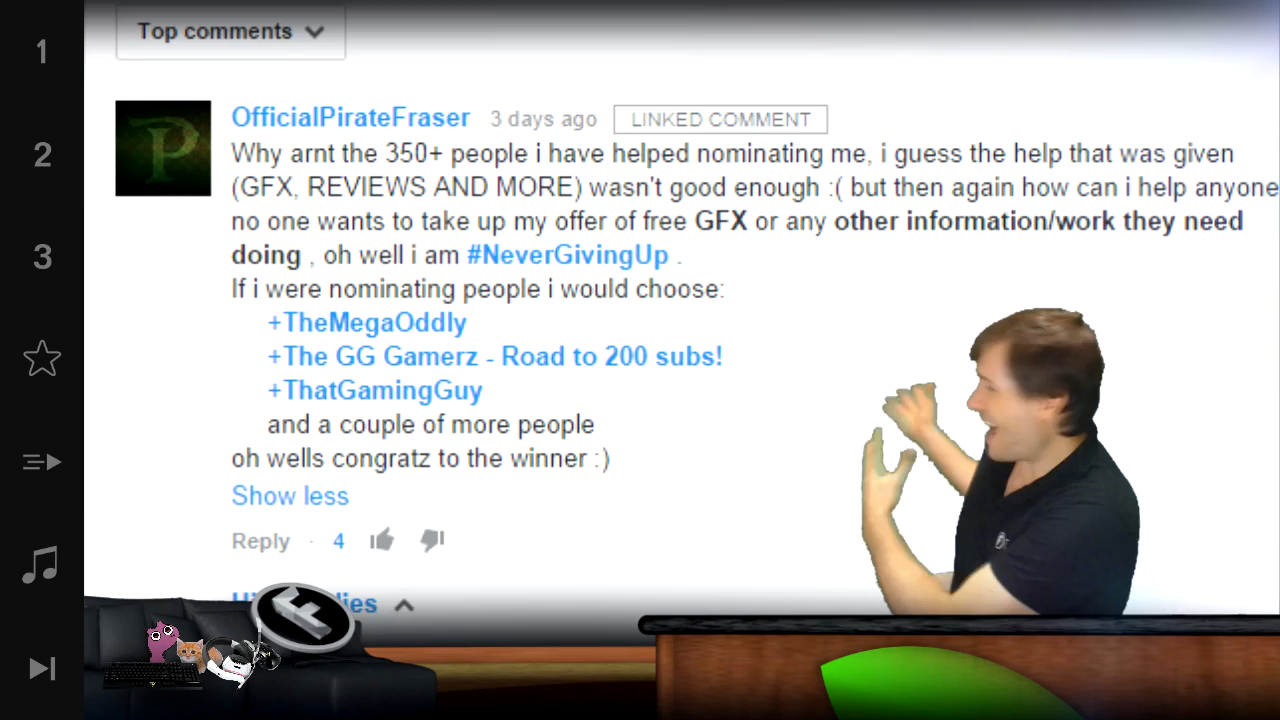 1
2
3
Top comments
OfficialPirateFraser 3 days ago LINKED COMMENT
Why arnt the 350+ people i have helped nominating me, i guess the help that was given
(GFX, REVIEWS AND MORE) wasn't good enough :( but then again how can i help anyone
no one wants to take up my offer of free GFX or any other information/work they need
doing , oh well i am #NeverGivingUp .
If i were nominating people i would choose:
+TheMegaOddly
+The GG Gamerz - Road to 200 subs!
+ThatGamingGuy
and a couple of more people
oh wells congratz to the winner :)
Show less
Reply · 4
P
F